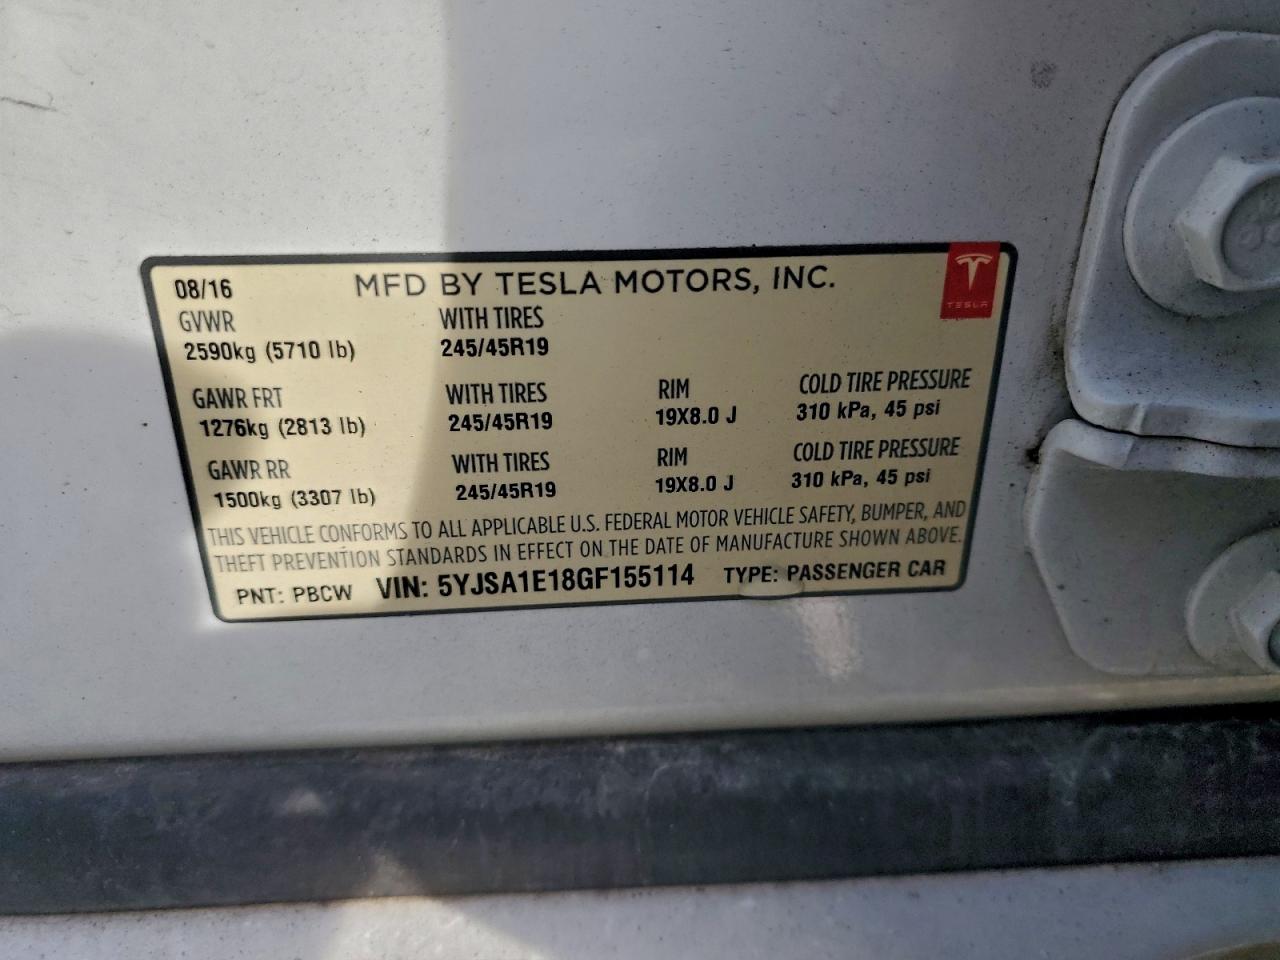 08/16 MFD BY TESLA MOTORS, INC.
TESLA
GVWR WITH TIRES
2590kg (5710 lb) 245/45R19
GAWR FRT WITH TIRES RIM COLD TIRE PRESSURE
1276kg (2813 lb) 245/45R19 19X8.0 J 310 kPa, 45 psi
GAWR RR WITH TIRES RIM COLD TIRE PRESSURE
1500kg (3307 lb) 245/45R19 19X8.0 J 310 kPa, 45 psi
THIS VEHICLE CONFORMS TO ALL APPLICABLE U.S. FEDERAL MOTOR VEHICLE SAFETY, BUMPER, AND
THEFT PREVENTION STANDARDS IN EFFECT ON THE DATE OF MANUFACTURE SHOWN ABOVE.
PNT: PBCW VIN: 5YJSA1E18GF155114 TYPE: PASSENGER CAR